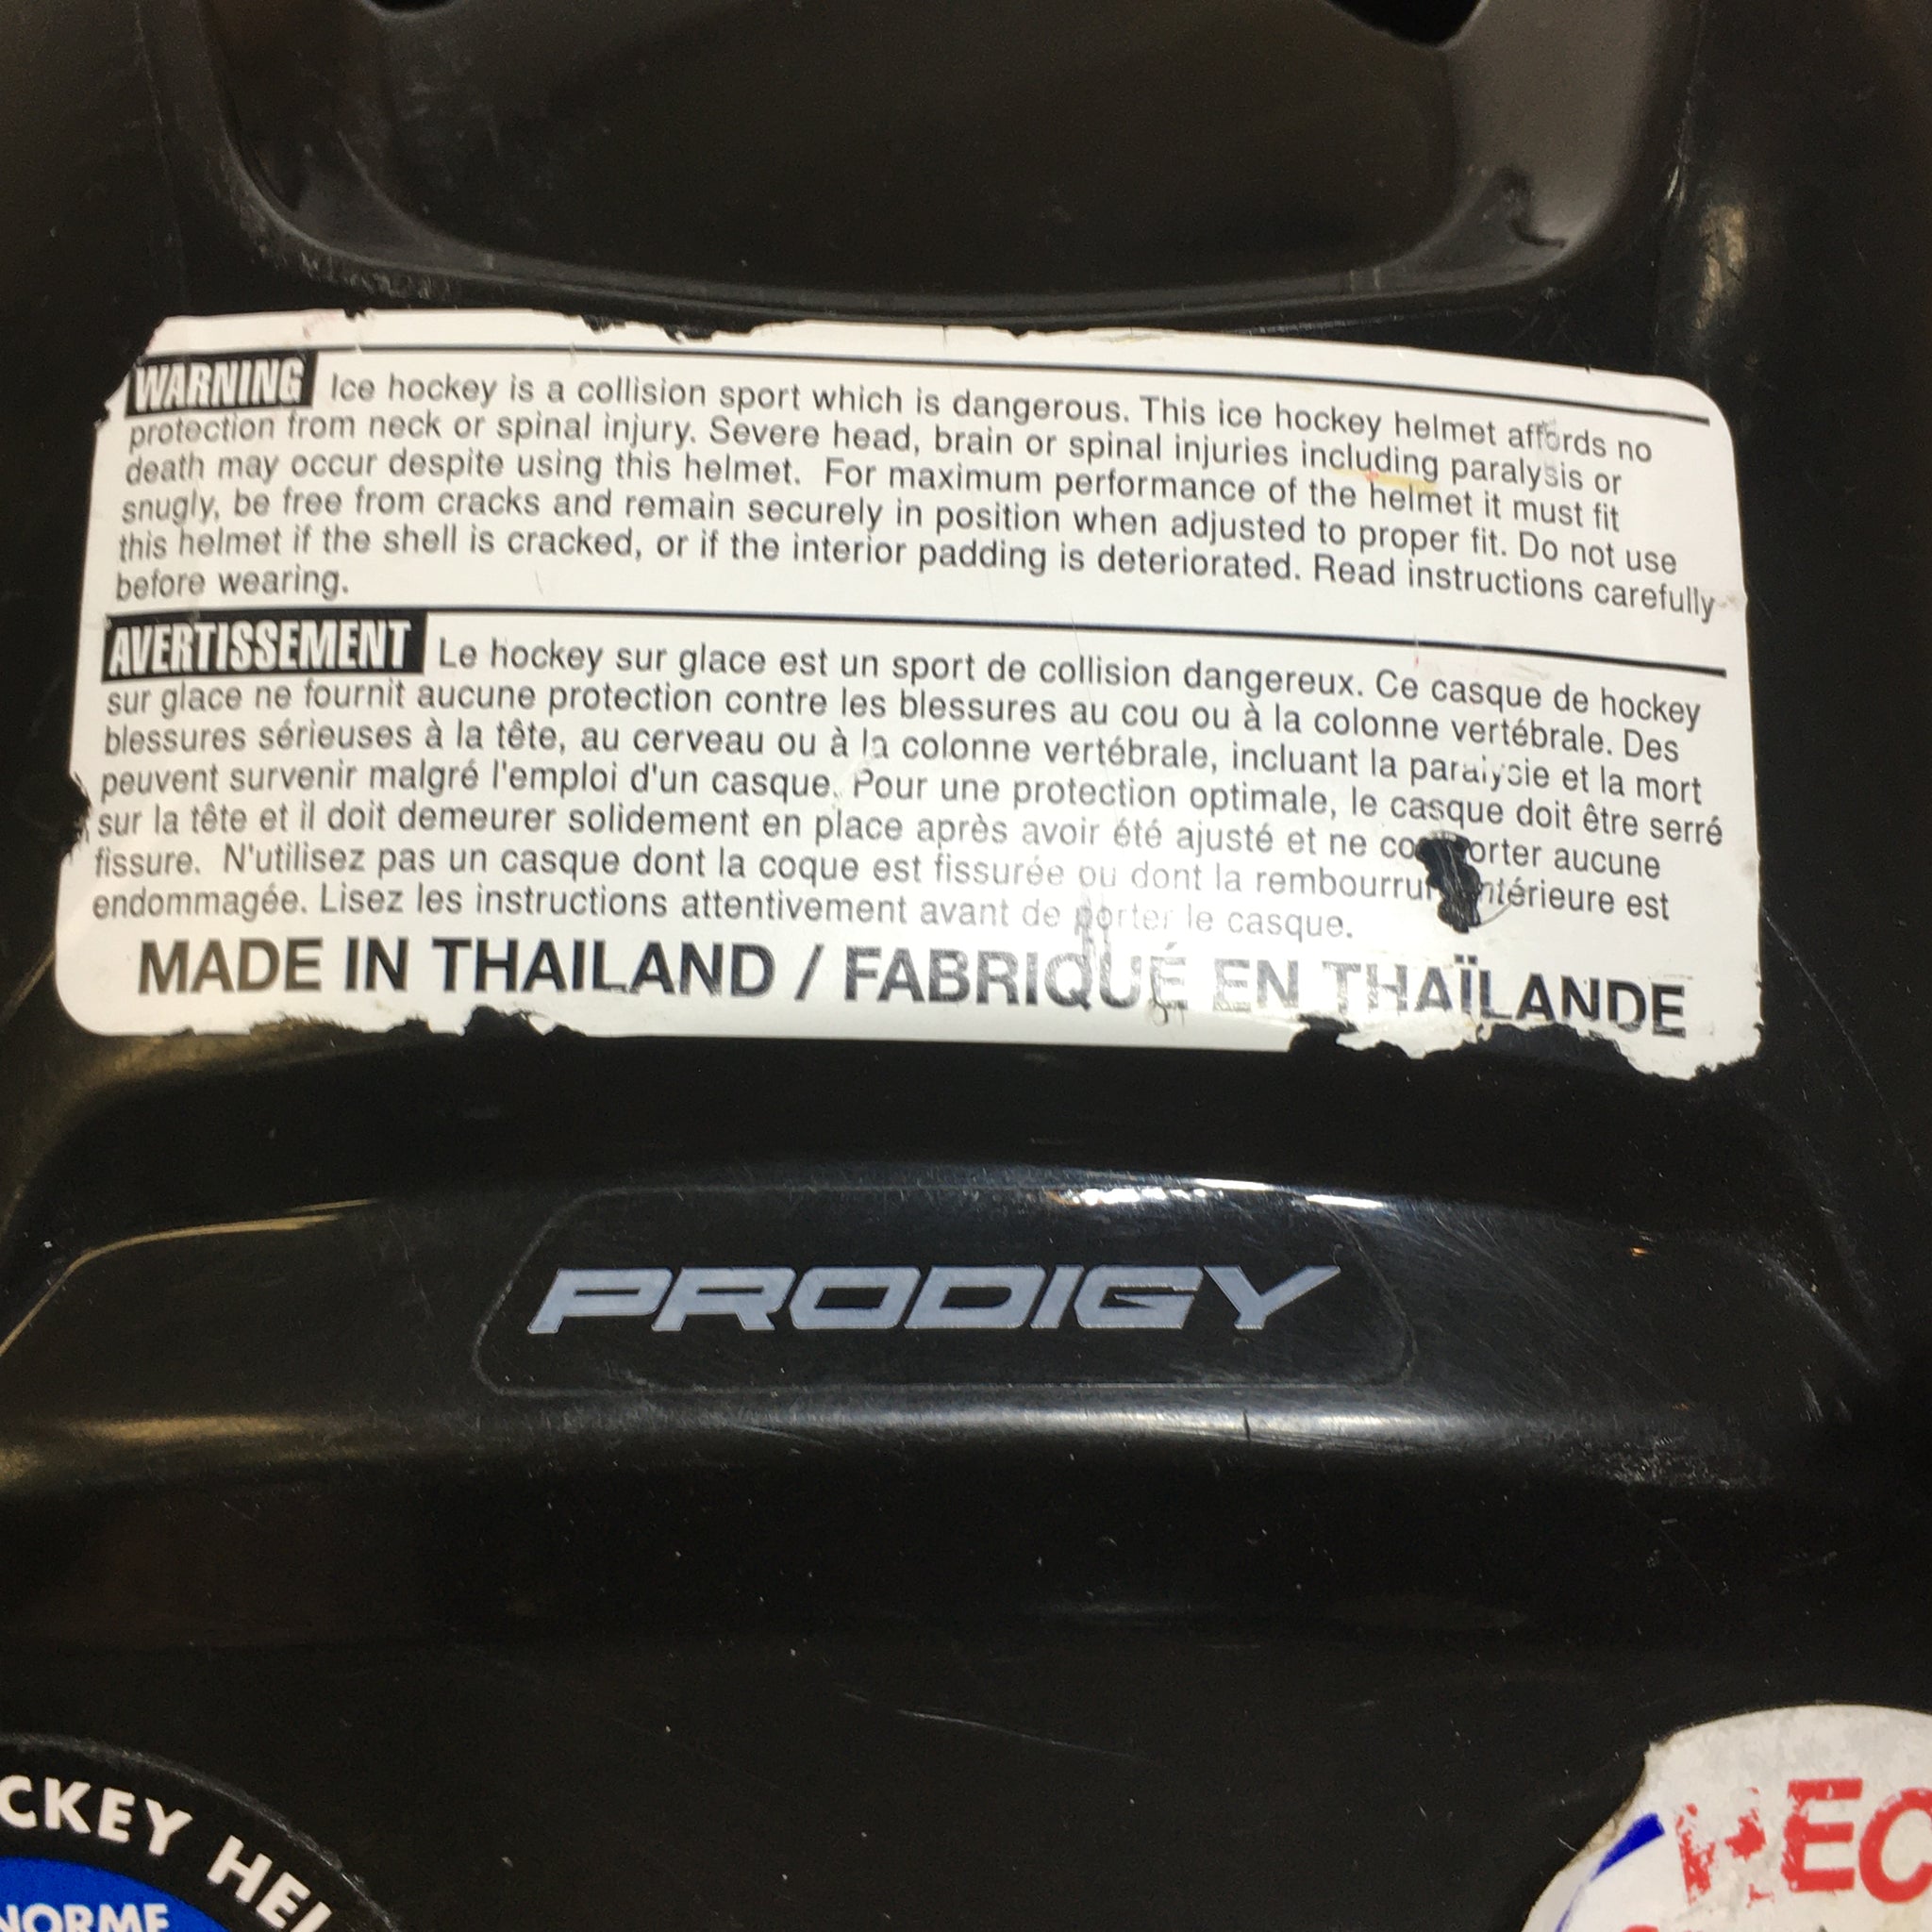 WARNING Ice hockey is a collision sport which is dangerous. This ice hockey helmet affords no
protection from neck or spinal injury. Severe head, brain or spinal injuries including paralysis or
death may occur despite using this helmet. For maximum performance of the helmet it must fit
snugly, be free from cracks and remain securely in position when adjusted to proper fit. Do not use
this helmet if the shell is cracked, or if the interior padding is deteriorated. Read instructions carefully
before wearing.
AVERTISSEMENT Le hockey sur glace est un sport de collision dangereux. Ce casque de hockey
sur glace ne fournit aucune protection contre les blessures au cou ou à la colonne vertébrale. Des
blessures sérieuses à la tête, au cerveau ou à la colonne vertébrale, incluant la paralysie et la mort
peuvent survenir malgré l'emploi d'un casque. Pour une protection optimale, le casque doit être serré
sur la tête et il doit demeurer solidement en place après avoir été ajusté et ne aucune
fissure. N'utilisez pas un casque dont la coque est fissurée ou dont la est
endommagée. Lisez les instructions attentivement avant de porter le casque.
MADE IN THAILAND / FABRIQUÉ EN THAÏLANDE
PRODIGY
NORME